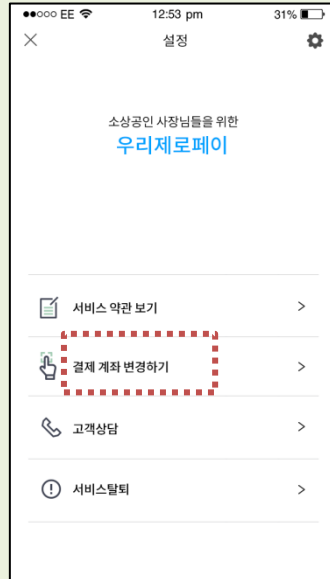 EE 12:53 pm 31%
설정
소상공인 사장님들을 위한
우리제로페이
서비스 약관 보기
결제 계좌 변경하기
고객상담
서비스탈퇴